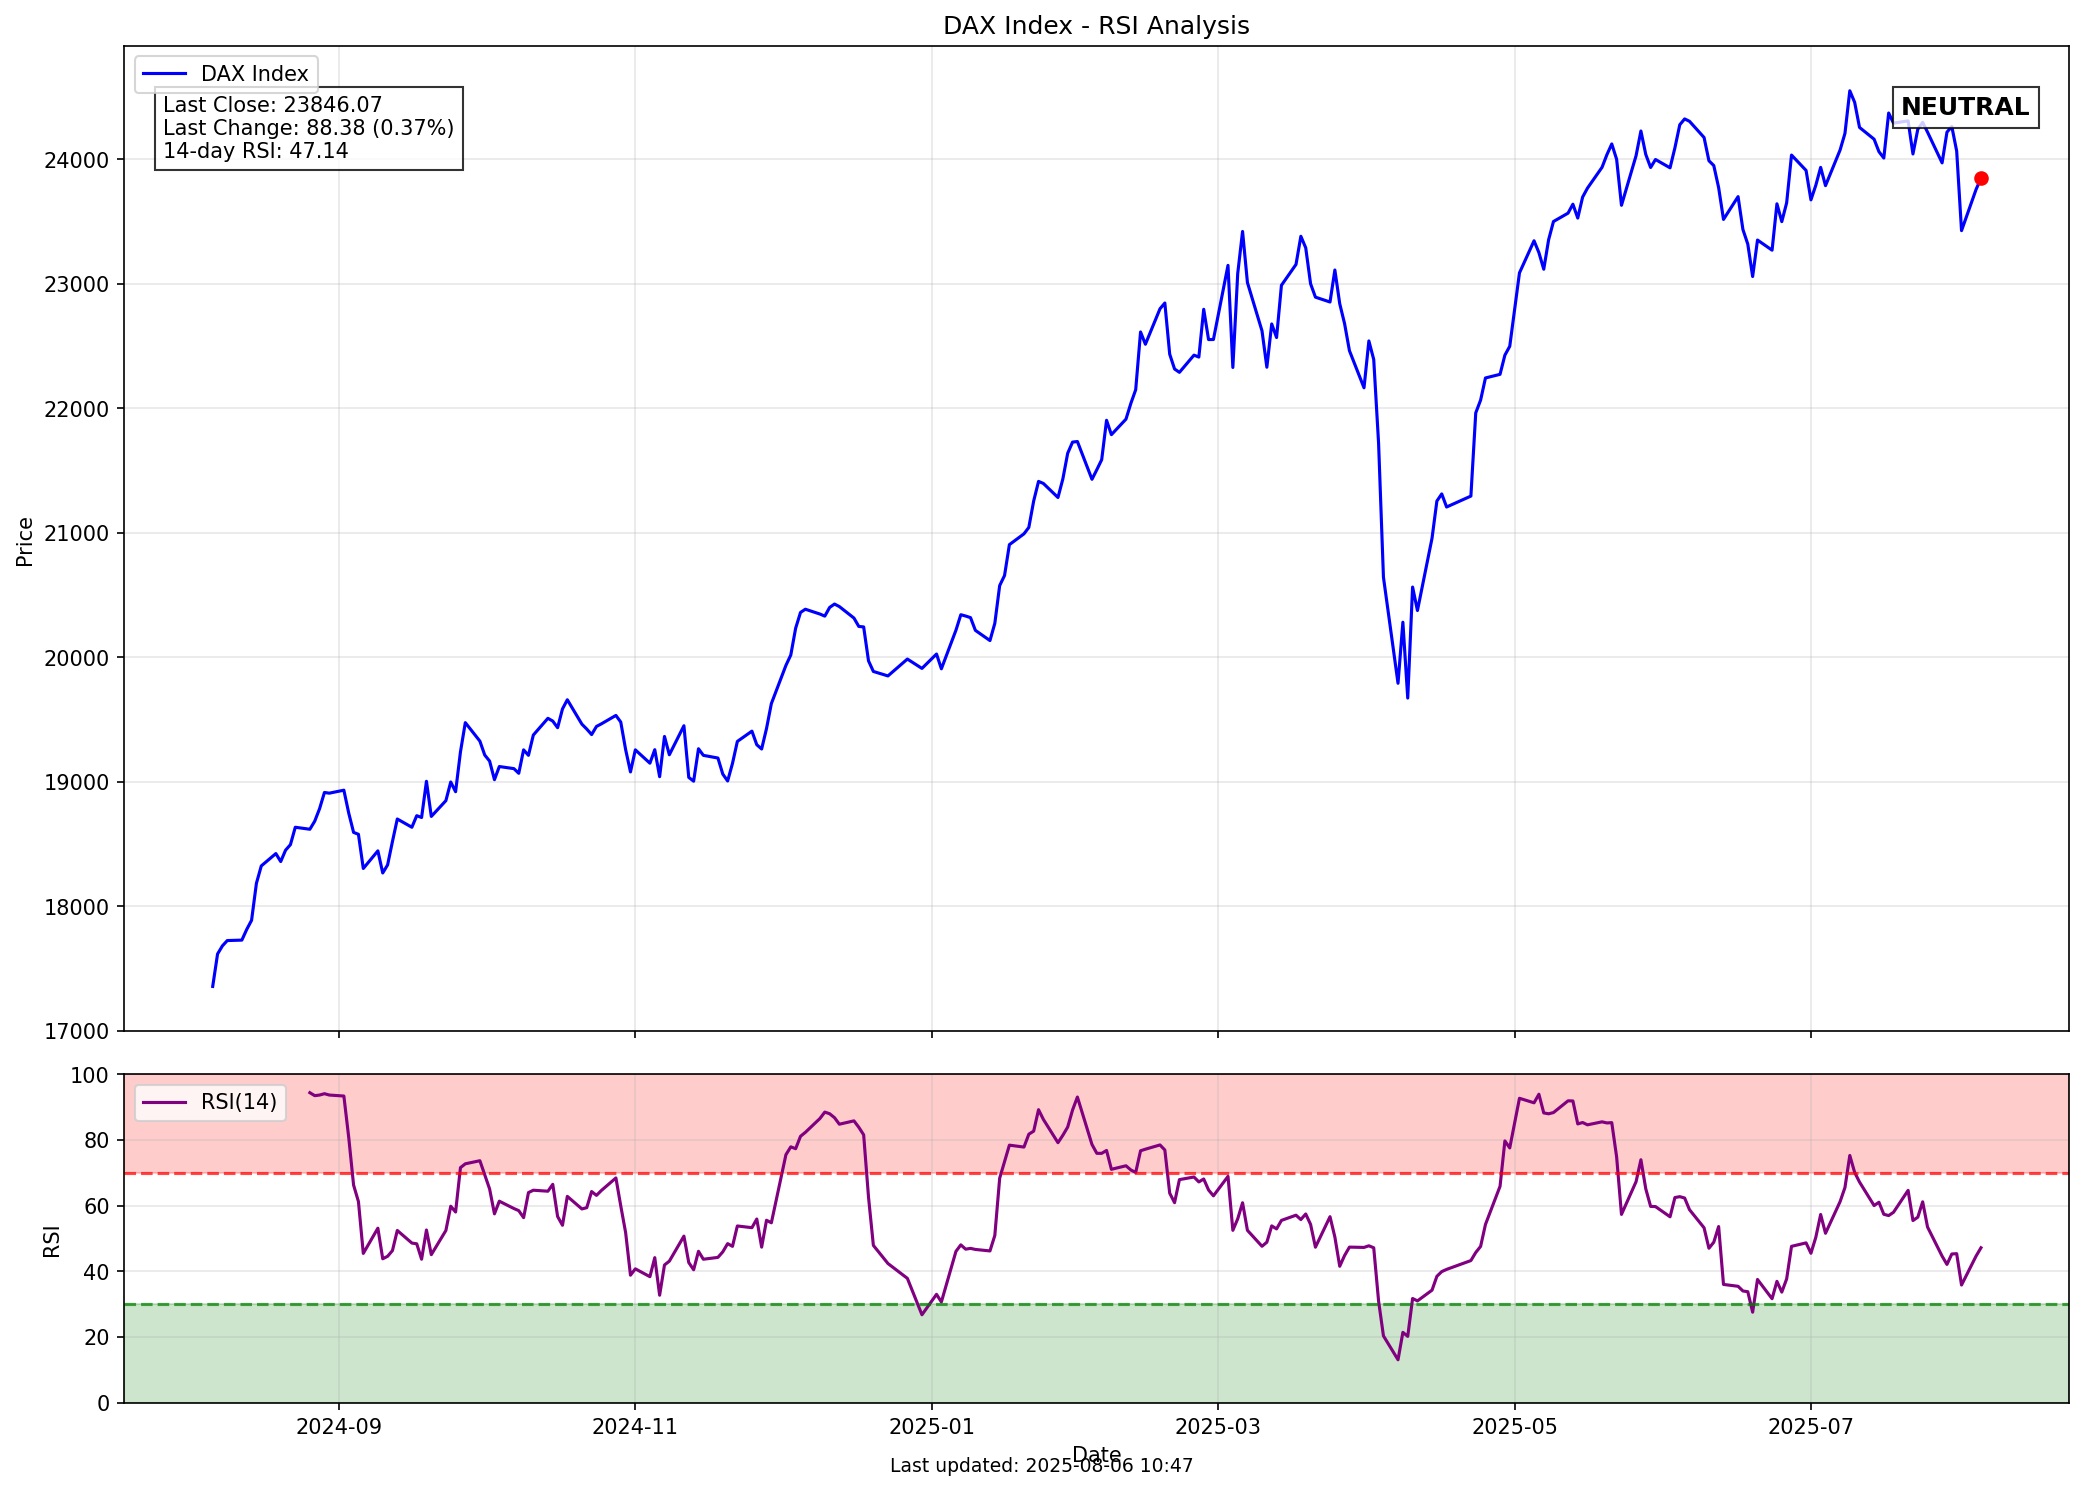 DAX Index - RSI Analysis
DAX Index
Last Close: 23846.07
Last Change: 88.38 (0.37%)
14-day RSI: 47.14
NEUTRAL
Price
24000
23000
22000
21000
20000
19000
18000
17000
RSI(14)
RSI
100
80
60
40
20
0
2024-09
2024-11
2025-01
2025-03
2025-05
2025-07
Date
Last updated: 2025-08-06 10:47